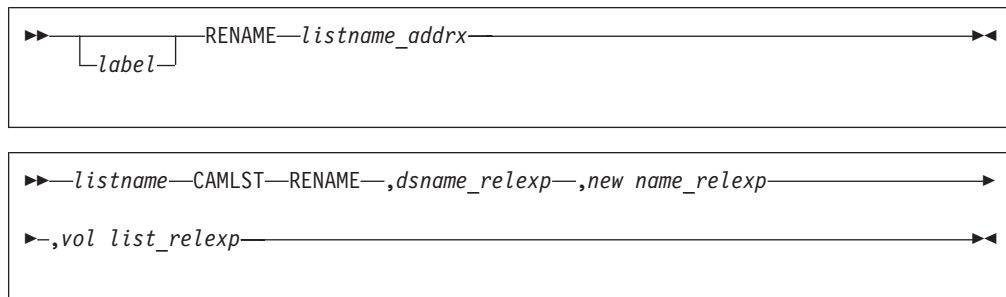 RENAME listname_addrx
label
listname CAMLST RENAME ,dsname_relexp ,new name_relexp
,vol list_relexp